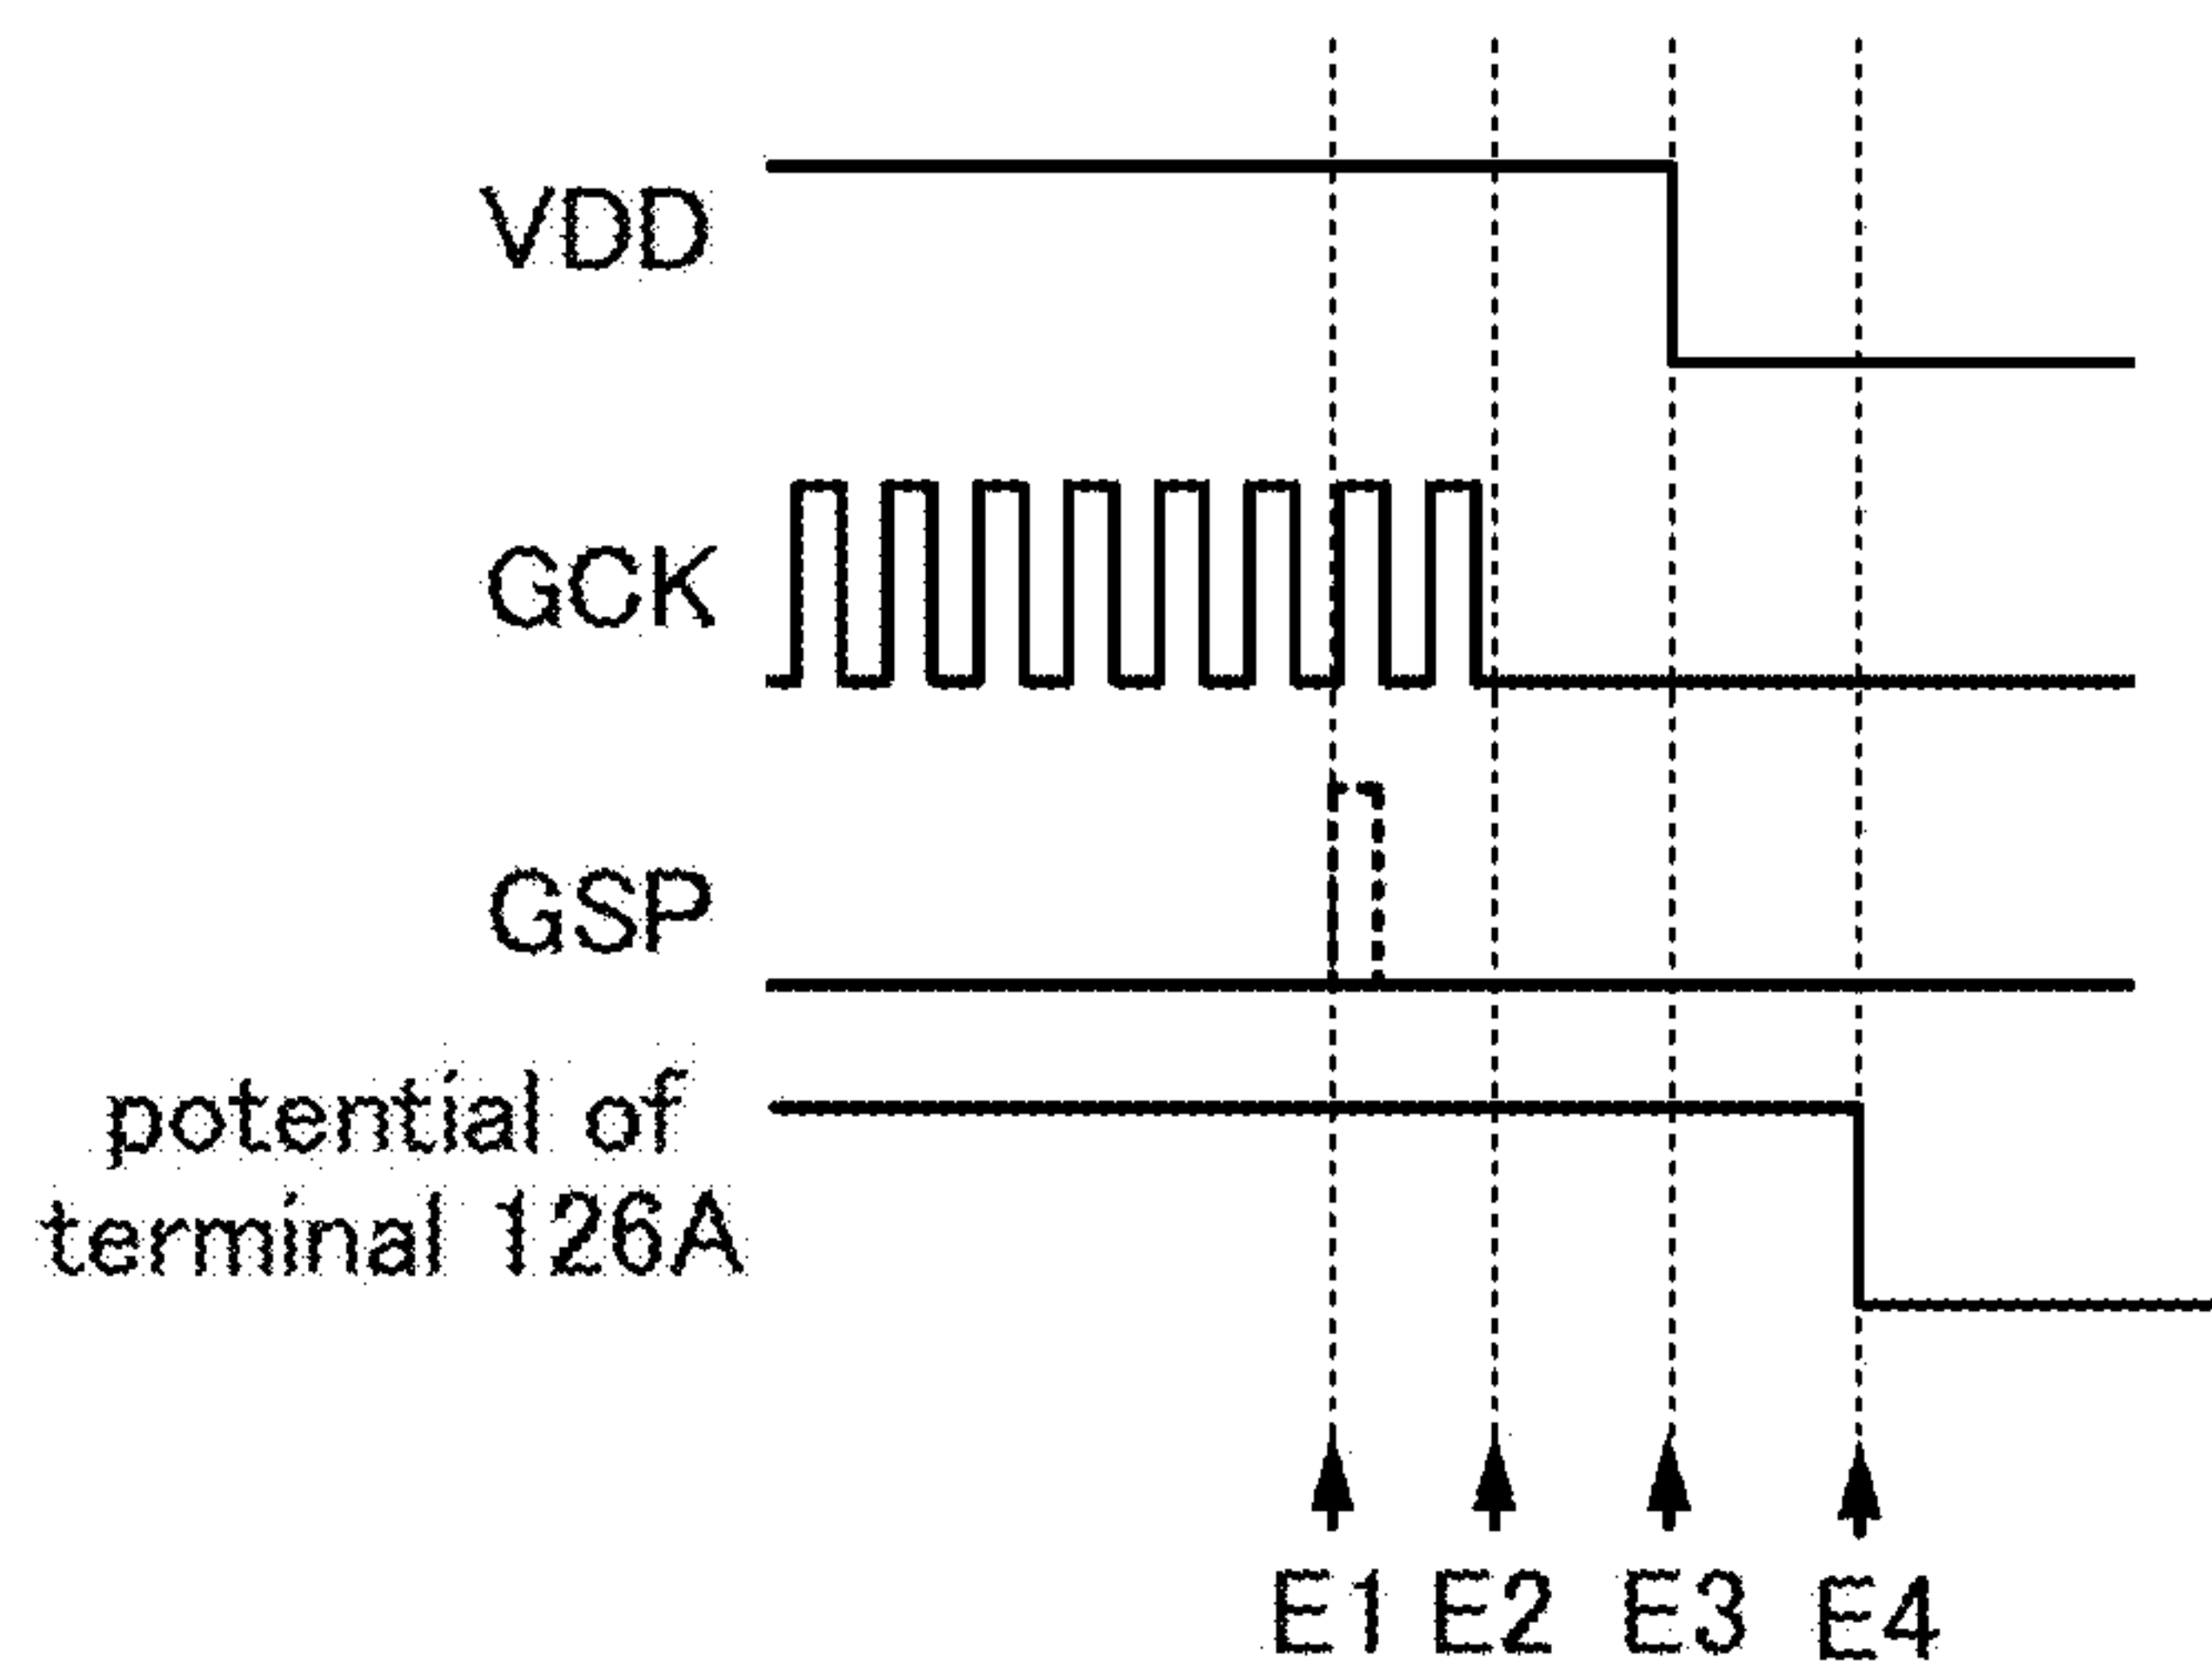 VDD
GCK
GSP
potential of
terminal 126A
E1 E2 E3 E4